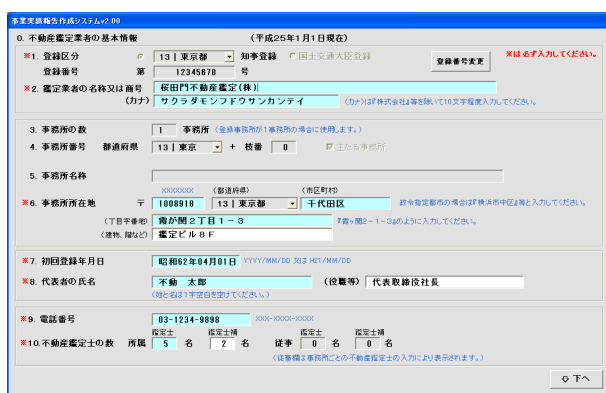 事業実績報告作成システムv2.00
0. 不動産鑑定業者の基本情報 (平成25年1月1日現在)
※1. 登録区分 13 | 東京都 知事登録 国土交通大臣登録 登録番号変更 ※は必ず入力してください。
登録番号 第 12345678 号
※2. 鑑定業者の名称又は商号 桜田門不動産鑑定(株)
(カナ) サクラダモンフドウサンカンテイ (カナ)は『株式会社』等を除いて10文字程度入力してください。
3. 事務所の数 1 事務所 (登録事務所が1事務所の場合に使用します。)
4. 事務所番号 都道府県 13 | 東京 + 枝番 0 主たる事務所
5. 事務所名称
XXXXXXX (都道府県) (市区町村)
※6. 事務所所在地 〒 1008918 13 | 東京都 千代田区 政令指定都市の場合は『横浜市中区』等と入力してください。
(丁目字番地) 霞が関2丁目1-3 『霞ヶ関2-1-3』のように入力してください。
(建物、階など) 鑑定ビル8F
※7. 初回登録年月日 昭和62年04月01日 YYYY/MM/DD 又は H21/MM/DD
※8. 代表者の氏名 不動 太郎 (役職等) 代表取締役社長
(姓と名は1字空白を空けてください。)
※9. 電話番号 03-1234-9898 XXX-XXXX-XXXX
鑑定士 鑑定士補 鑑定士 鑑定士補
※10.不動産鑑定士の数 所属 5 名 2 名 従事 0 名 0 名
(従事欄は事務所ごとの不動産鑑定士の入力により表示されます。)
下へ